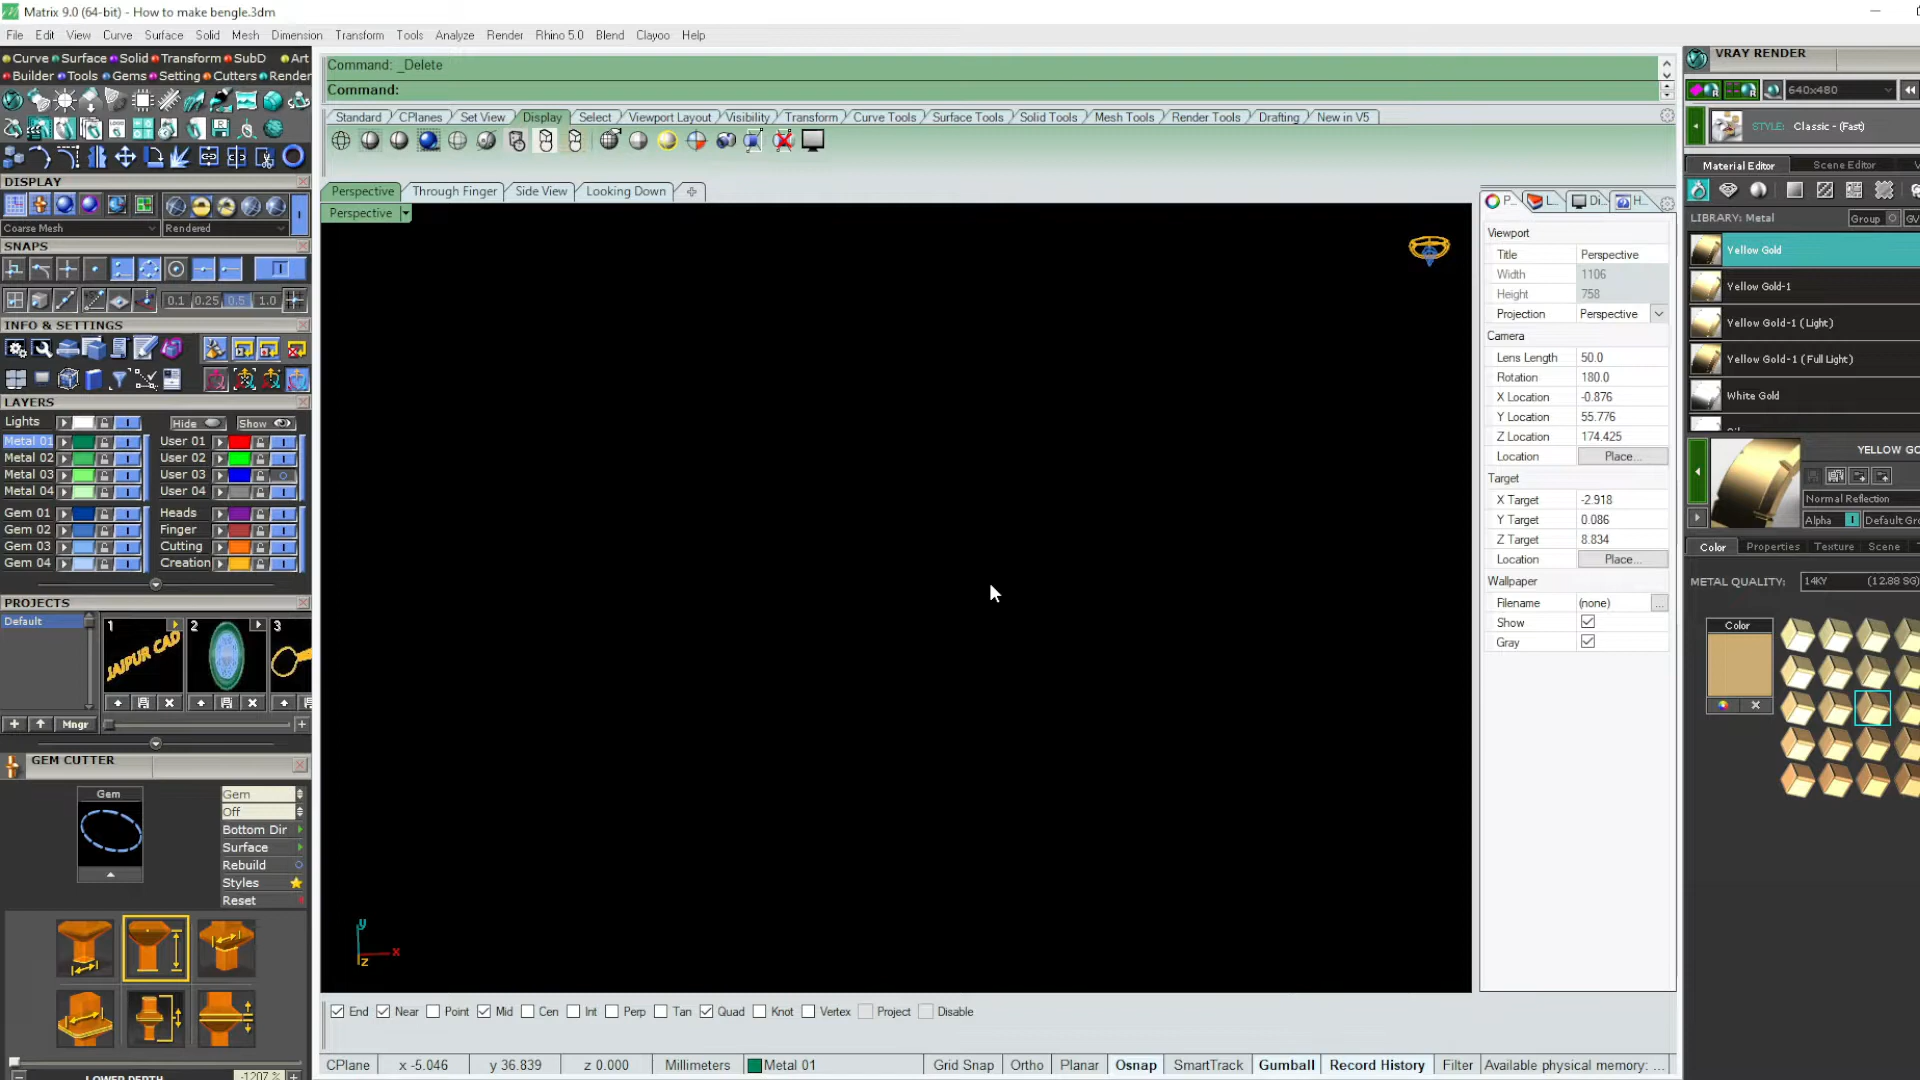 Matrix 9.0 (64-bit) - How to make bengle.3dm
File Edit View Curve Surface Solid Mesh Dimension Transform Tools Analyze Render Rhino 5.0 Blend Clayoo Help
Curve Surface Solid Transform SubD Art
Builder Tools Gems Setting Cutters Render
Command: _Delete
Command:
Standard CPlanes Set View Display Select Viewport Layout Visibility Transform Curve Tools Surface Tools Solid Tools Mesh Tools Render Tools Drafting New in V5
Perspective Through Finger Side View Looking Down
Perspective
DISPLAY
Coarse Mesh Rendered
SNAPS
0.1 0.25 0.5 1.0
INFO & SETTINGS
LAYERS
Lights Hide Show
Metal 01 User 01
Metal 02 User 02
Metal 03 User 03
Metal 04 User 04
Gem 01 Heads
Gem 02 Finger
Gem 03 Cutting
Gem 04 Creation
PROJECTS
Default
1 2 3
JAIPUR CAD
Mngr
GEM CUTTER
Gem
Gem
Off
Bottom Dir
Surface
Rebuild
Styles
Reset
LOWER DEPTH -1207 %
y
x
z
P... L... Di... H...
Viewport
Title Perspective
Width 1106
Height 758
Projection Perspective
Camera
Lens Length 50.0
Rotation 180.0
X Location -0.876
Y Location 55.776
Z Location 174.425
Location Place...
Target
X Target -2.918
Y Target 0.086
Z Target 8.834
Location Place...
Wallpaper
Filename (none) ...
Show
Gray
VRAY RENDER
640x480
STYLE: Classic - (Fast)
Material Editor Scene Editor
LIBRARY: Metal Group GV
Yellow Gold
Yellow Gold-1
Yellow Gold-1 (Light)
Yellow Gold-1 (Full Light)
White Gold
YELLOW GO
Normal Reflection
Alpha Default Gr
Color Properties Texture Scene
METAL QUALITY: 14KY (12.88 SG)
Color
End Near Point Mid Cen Int Perp Tan Quad Knot Vertex Project Disable
CPlane x -5.046 y 36.839 z 0.000 Millimeters Metal 01 Grid Snap Ortho Planar Osnap SmartTrack Gumball Record History Filter Available physical memory: ...